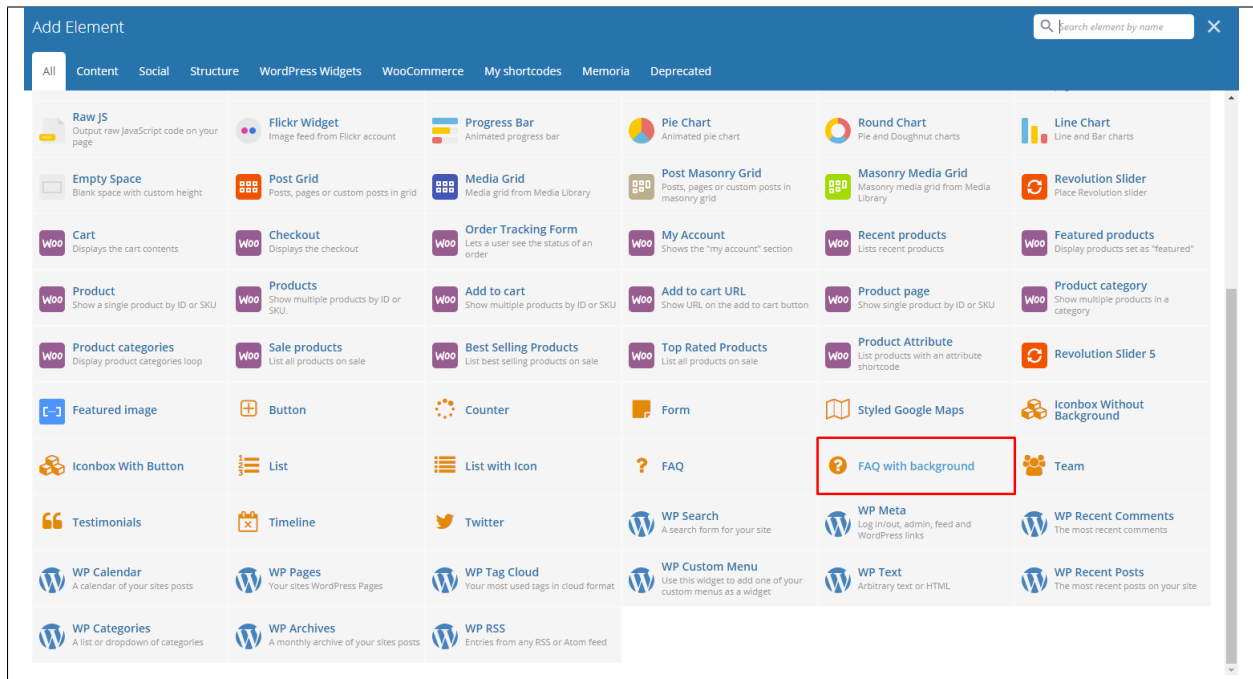 Add Element
Search element by name
All Content Social Structure WordPress Widgets WooCommerce My shortcodes Memoria Deprecated
Raw JS
Output raw JavaScript code on your
page
Flickr Widget
Image feed from Flickr account
Progress Bar
Animated progress bar
Pie Chart
Animated pie chart
Round Chart
Pie and Doughnut charts
Line Chart
Line and Bar charts
Empty Space
Blank space with custom height
Post Grid
Posts, pages or custom posts in grid
Media Grid
Media grid from Media Library
Post Masonry Grid
Posts, pages or custom posts in
masonry grid
Masonry Media Grid
Masonry media grid from Media
Library
Revolution Slider
Place Revolution slider
Woo
Cart
Displays the cart contents
Woo
Checkout
Displays the checkout
Woo
Order Tracking Form
Lets a user see the status of an
order
Woo
My Account
Shows the "my account" section
Woo
Recent products
Lists recent products
Woo
Featured products
Display products set as "featured"
Woo
Product
Show a single product by ID or SKU
Woo
Products
Show multiple products by ID or
SKU.
Woo
Add to cart
Show multiple products by ID or SKU
Woo
Add to cart URL
Show URL on the add to cart button
Woo
Product page
Show single product by ID or SKU
Woo
Product category
Show multiple products in a
category
Woo
Product categories
Display product categories loop
Woo
Sale products
List all products on sale
Woo
Best Selling Products
List best selling products on sale
Woo
Top Rated Products
List all products on sale
Woo
Product Attribute
List products with an attribute
shortcode
Revolution Slider 5
Featured image
Button
Counter
Form
Styled Google Maps
Iconbox Without
Background
Iconbox With Button
List
List with Icon
FAQ
FAQ with background
Team
Testimonials
Timeline
Twitter
WP Search
A search form for your site
WP Meta
Log in/out, admin, feed and
WordPress links
WP Recent Comments
The most recent comments
WP Calendar
A calendar of your sites posts
WP Pages
Your sites WordPress Pages
WP Tag Cloud
Your most used tags in cloud format
WP Custom Menu
Use this widget to add one of your
custom menus as a widget
WP Text
Arbitrary text or HTML
WP Recent Posts
The most recent posts on your site
WP Categories
A list or dropdown of categories
WP Archives
A monthly archive of your sites posts
WP RSS
Entries from any RSS or Atom feed